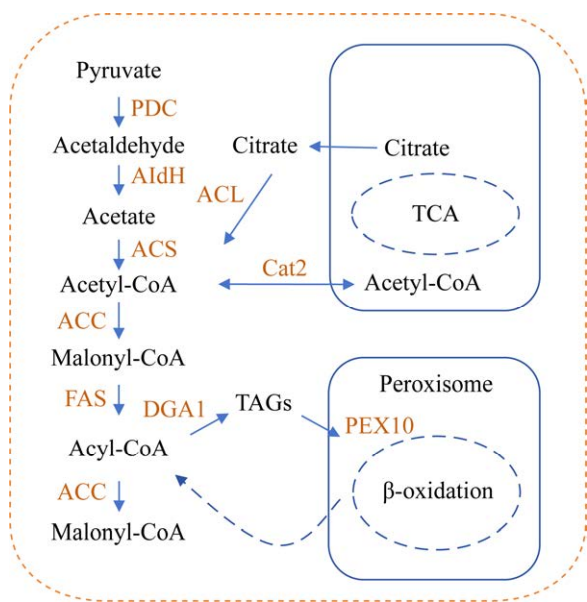 Pyruvate
PDC
Acetaldehyde
AIdH
Acetate
ACS
Acetyl-CoA
ACC
Malonyl-CoA
FAS
Acyl-CoA
ACC
Malonyl-CoA
Citrate
ACL
Cat2
Citrate
TCA
Acetyl-CoA
DGA1
TAGs
Peroxisome
PEX10
β-oxidation